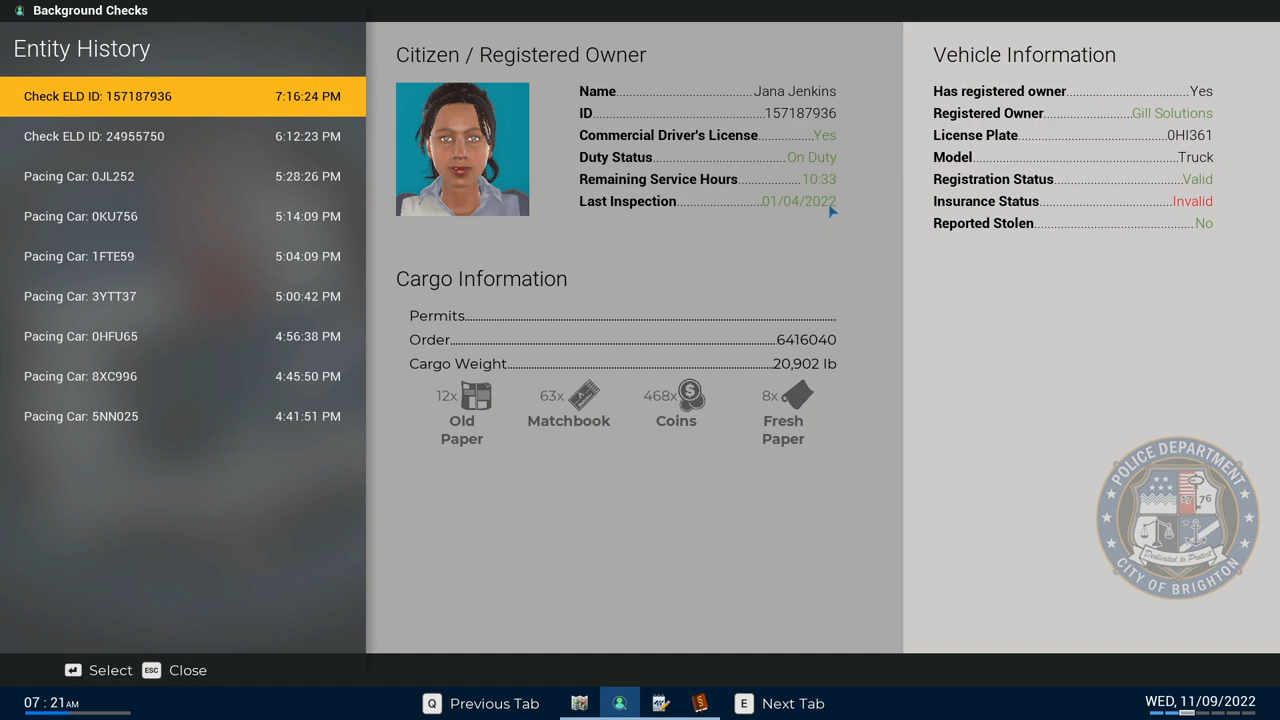 Background Checks
Entity History
Check ELD ID: 157187936 7:16:24 PM
Check ELD ID: 24955750 6:12:23 PM
Pacing Car: 0JL252 5:28:26 PM
Pacing Car: 0KU756 5:14:09 PM
Pacing Car: 1FTE59 5:04:09 PM
Pacing Car: 3YTT37 5:00:42 PM
Pacing Car: 0HFU65 4:56:38 PM
Pacing Car: 8XC996 4:45:50 PM
Pacing Car: 5NN025 4:41:51 PM
Citizen / Registered Owner
Name Jana Jenkins
ID 157187936
Commercial Driver's License Yes
Duty Status On Duty
Remaining Service Hours 10:33
Last Inspection 01/04/2022
Cargo Information
Permits
Order 6416040
Cargo Weight 20,902 lb
12x 63x 468x 8x
Old Paper
Matchbook
Coins
Fresh Paper
Vehicle Information
Has registered owner Yes
Registered Owner Gill Solutions
License Plate 0HI361
Model Truck
Registration Status Valid
Insurance Status Invalid
Reported Stolen No
POLICE DEPARTMENT
17 76
Dedicated to Protect
CITY OF BRIGHTON
Select ESC Close
07 : 21 AM
Q Previous Tab
E Next Tab
WED, 11/09/2022